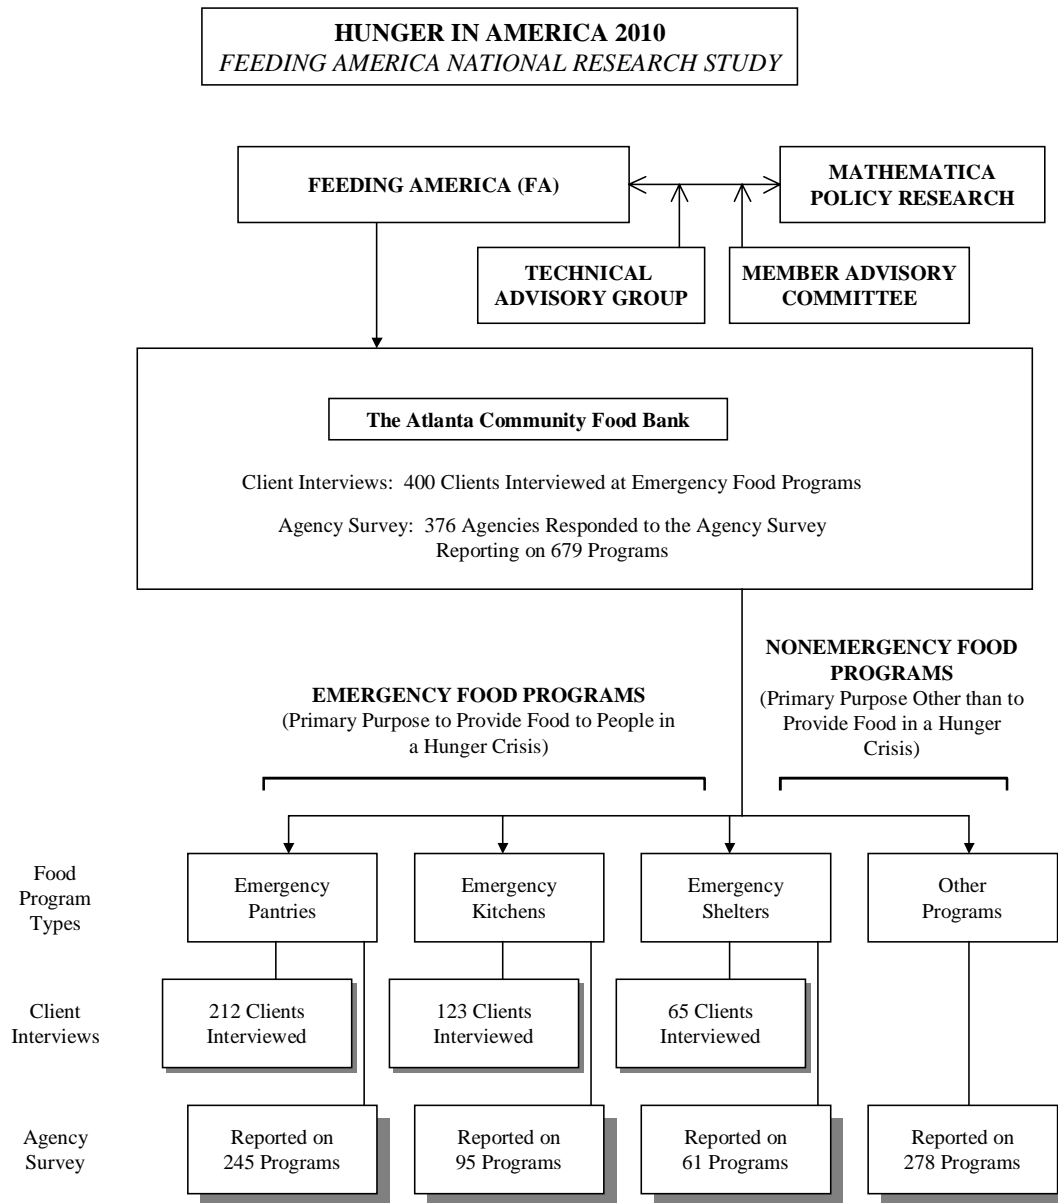 HUNGER IN AMERICA 2010
FEEDING AMERICA NATIONAL RESEARCH STUDY
FEEDING AMERICA (FA)
MATHEMATICA
POLICY RESEARCH
TECHNICAL
ADVISORY GROUP
MEMBER ADVISORY
COMMITTEE
The Atlanta Community Food Bank
Client Interviews: 400 Clients Interviewed at Emergency Food Programs
Agency Survey: 376 Agencies Responded to the Agency Survey
Reporting on 679 Programs
EMERGENCY FOOD PROGRAMS
(Primary Purpose to Provide Food to People in
a Hunger Crisis)
NONEMERGENCY FOOD
PROGRAMS
(Primary Purpose Other than to
Provide Food in a Hunger
Crisis)
Food
Program
Types
Emergency
Pantries
Emergency
Kitchens
Emergency
Shelters
Other
Programs
Client
Interviews
212 Clients
Interviewed
123 Clients
Interviewed
65 Clients
Interviewed
Agency
Survey
Reported on
245 Programs
Reported on
95 Programs
Reported on
61 Programs
Reported on
278 Programs